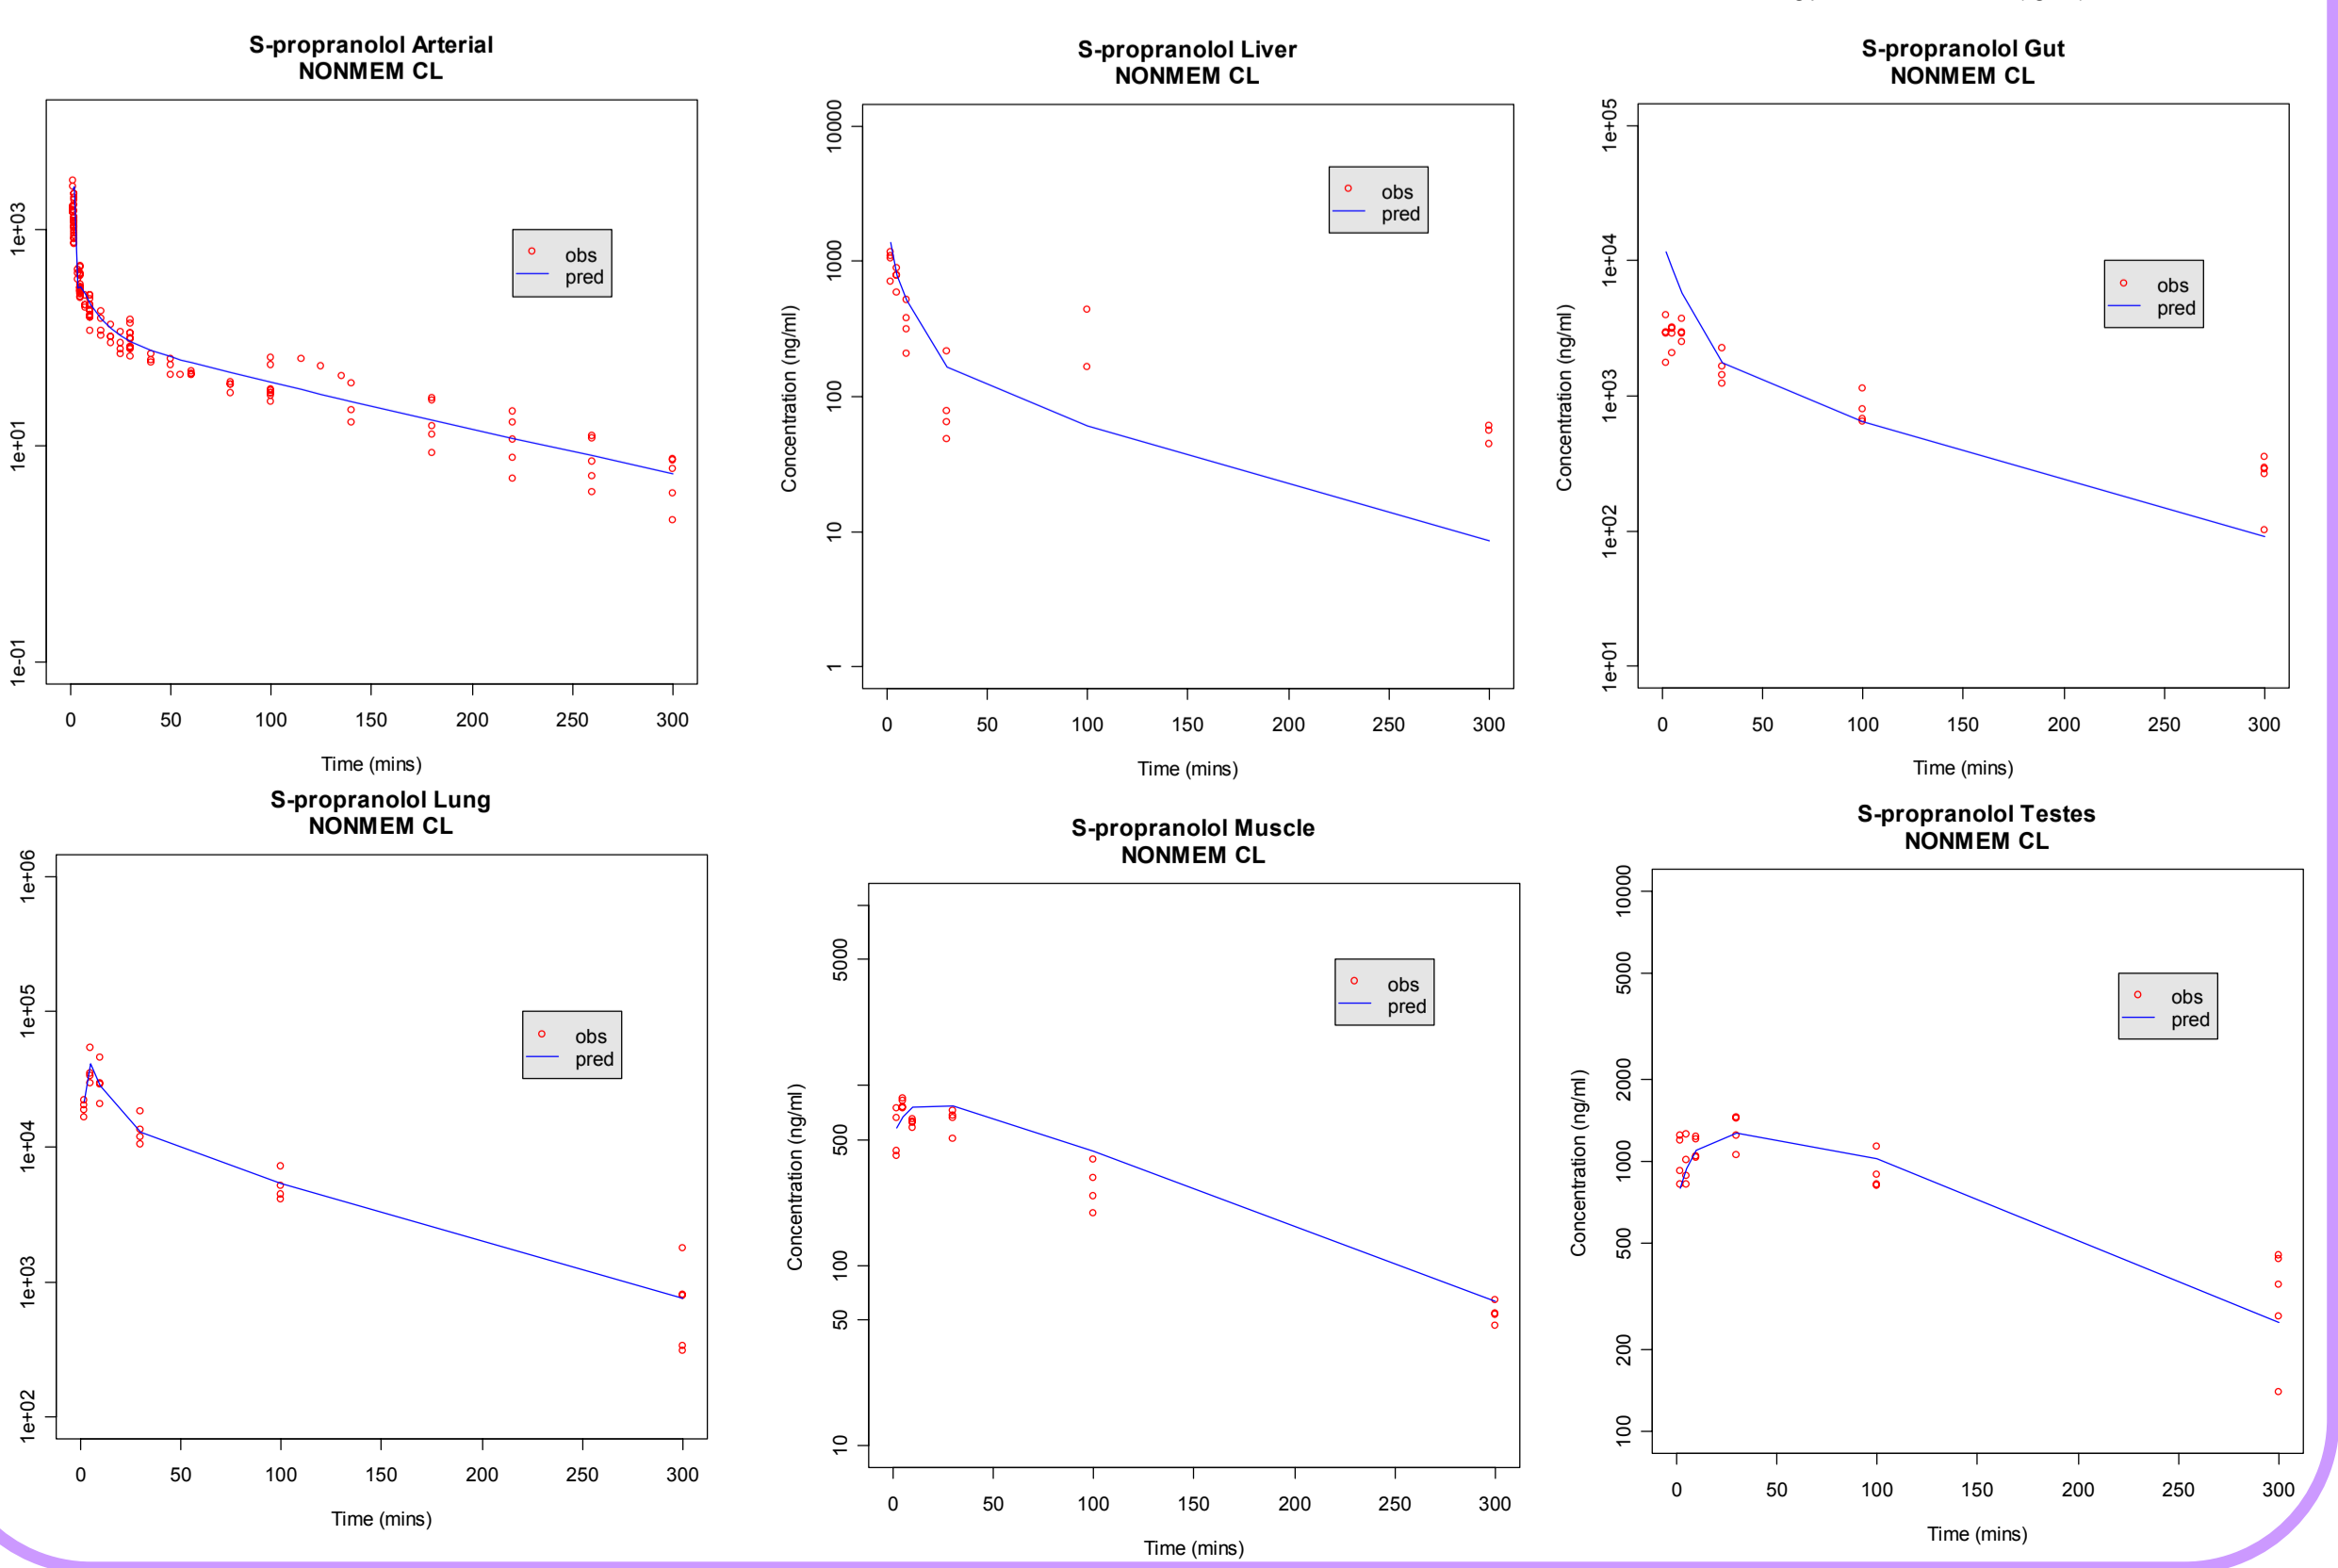 S-propranolol Arterial
NONMEM CL
1e+03
1e+01
1e-01
obs
pred
0 50 100 150 200 250 300
Time (mins)
S-propranolol Liver
NONMEM CL
Concentration (ng/ml)
10000
1000
100
10
1
obs
pred
0 50 100 150 200 250 300
Time (mins)
S-propranolol Gut
NONMEM CL
Concentration (ng/ml)
1e+05
1e+04
1e+03
1e+02
1e+01
obs
pred
0 50 100 150 200 250 300
Time (mins)
S-propranolol Lung
NONMEM CL
1e+06
1e+05
1e+04
1e+03
1e+02
obs
pred
0 50 100 150 200 250 300
Time (mins)
S-propranolol Muscle
NONMEM CL
Concentration (ng/ml)
5000
500
100
50
10
obs
pred
0 50 100 150 200 250 300
Time (mins)
S-propranolol Testes
NONMEM CL
Concentration (ng/ml)
10000
5000
2000
1000
500
200
100
obs
pred
0 50 100 150 200 250 300
Time (mins)